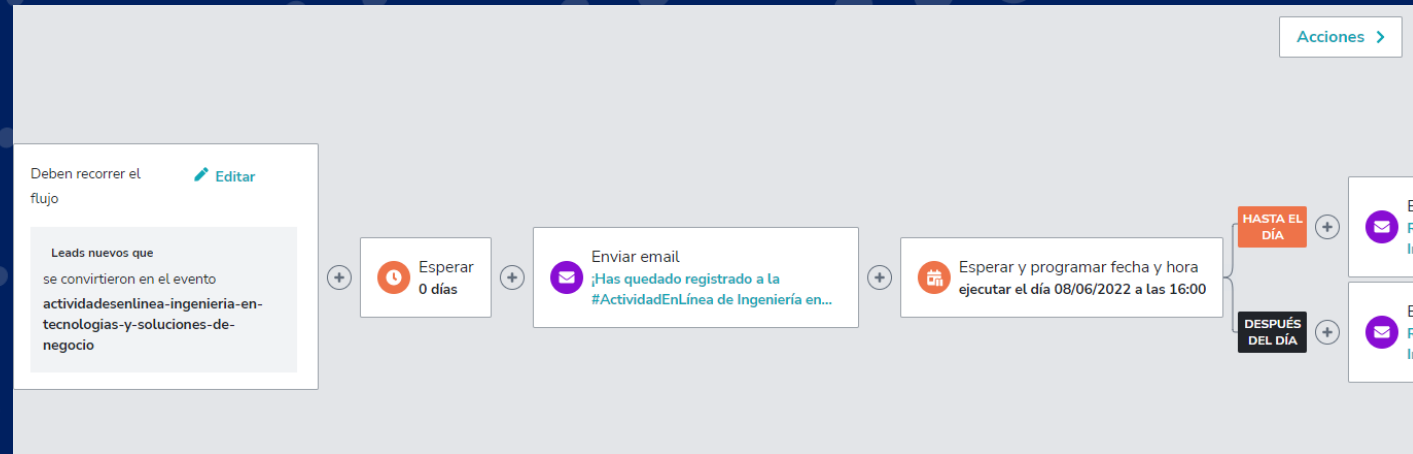 Acciones
Deben recorrer el
flujo
Editar
Leads nuevos que
se convirtieron en el evento
actividadesenlinea-ingenieria-en-
tecnologias-y-soluciones-de-
negocio
Esperar
0 días
Enviar email
¡Has quedado registrado a la
#ActividadEnLínea de Ingeniería en...
Esperar y programar fecha y hora
ejecutar el día 08/06/2022 a las 16:00
HASTA EL
DÍA
DESPUÉS
DEL DÍA